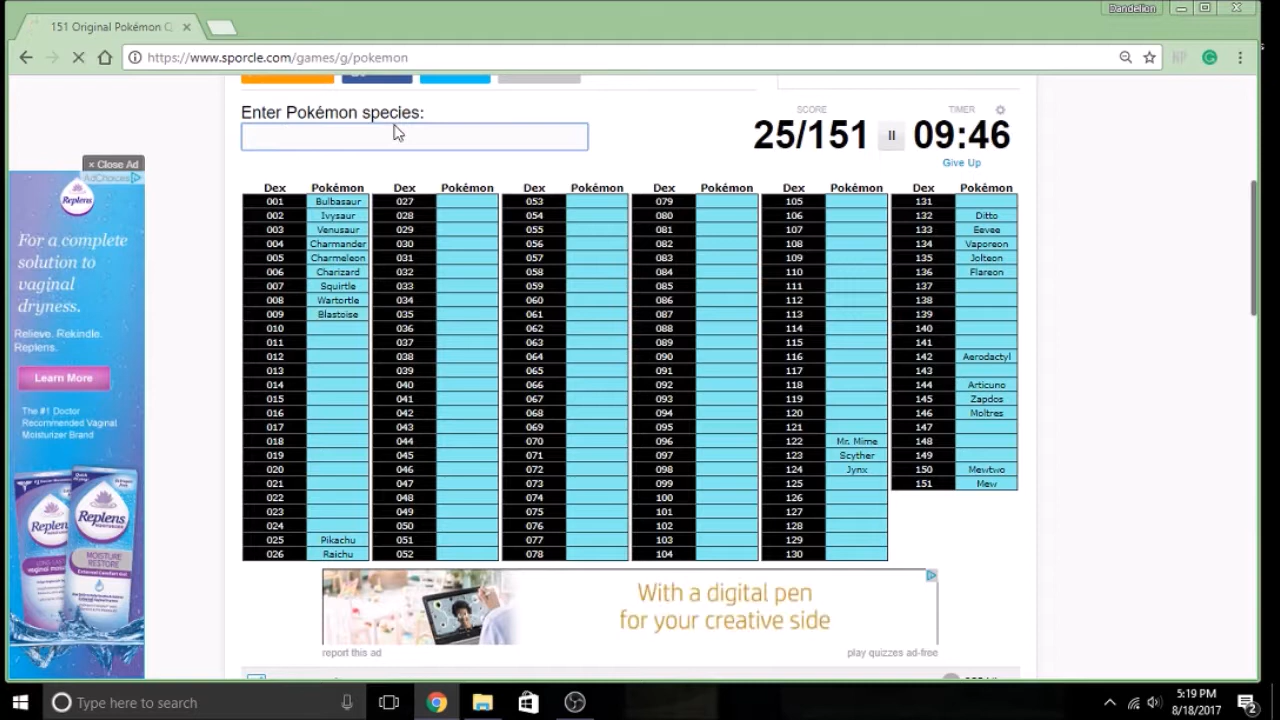 Dandelion
151 Original Pokémon Q
https://www.sporcle.com/games/g/pokemon
Enter Pokémon species:
SCORE
TIMER
25/151
09:46
Give Up
× Close Ad
AdChoices
Replens
For a complete
solution to
vaginal
dryness.
Relieve. Rekindle.
Replens.
Learn More
The #1 Doctor
Recommended Vaginal
Moisturizer Brand
Replens
Replens
MOISTURE
RESTORE
Dex Pokémon Dex Pokémon Dex Pokémon Dex Pokémon Dex Pokémon Dex Pokémon
001 Bulbasaur 027 053 079 105 131
002 Ivysaur 028 054 080 106 132 Ditto
003 Venusaur 029 055 081 107 133 Eevee
004 Charmander 030 056 082 108 134 Vaporeon
005 Charmeleon 031 057 083 109 135 Jolteon
006 Charizard 032 058 084 110 136 Flareon
007 Squirtle 033 059 085 111 137
008 Wartortle 034 060 086 112 138
009 Blastoise 035 061 087 113 139
010 036 062 088 114 140
011 037 063 089 115 141
012 038 064 090 116 142 Aerodactyl
013 039 065 091 117 143
014 040 066 092 118 144 Articuno
015 041 067 093 119 145 Zapdos
016 042 068 094 120 146 Moltres
017 043 069 095 121 147
018 044 070 096 122 Mr. Mime 148
019 045 071 097 123 Scyther 149
020 046 072 098 124 Jynx 150 Mewtwo
021 047 073 099 125 151 Mew
022 048 074 100 126
023 049 075 101 127
024 050 076 102 128
025 Pikachu 051 077 103 129
026 Raichu 052 078 104 130
With a digital pen
for your creative side
report this ad
play quizzes ad-free
Type here to search
5:19 PM
8/18/2017
2